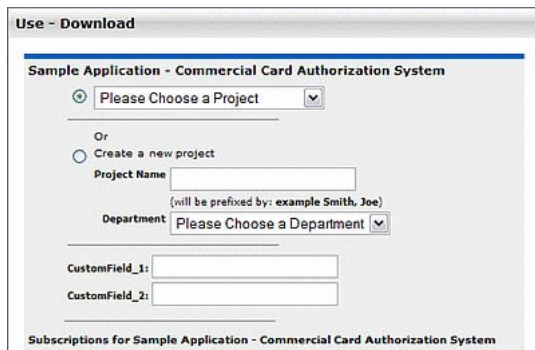 Use - Download
Sample Application - Commercial Card Authorization System
Please Choose a Project
Or
Create a new project
Project Name
(will be prefixed by: example Smith, Joe)
Department Please Choose a Department
CustomField_1:
CustomField_2:
Subscriptions for Sample Application - Commercial Card Authorization System